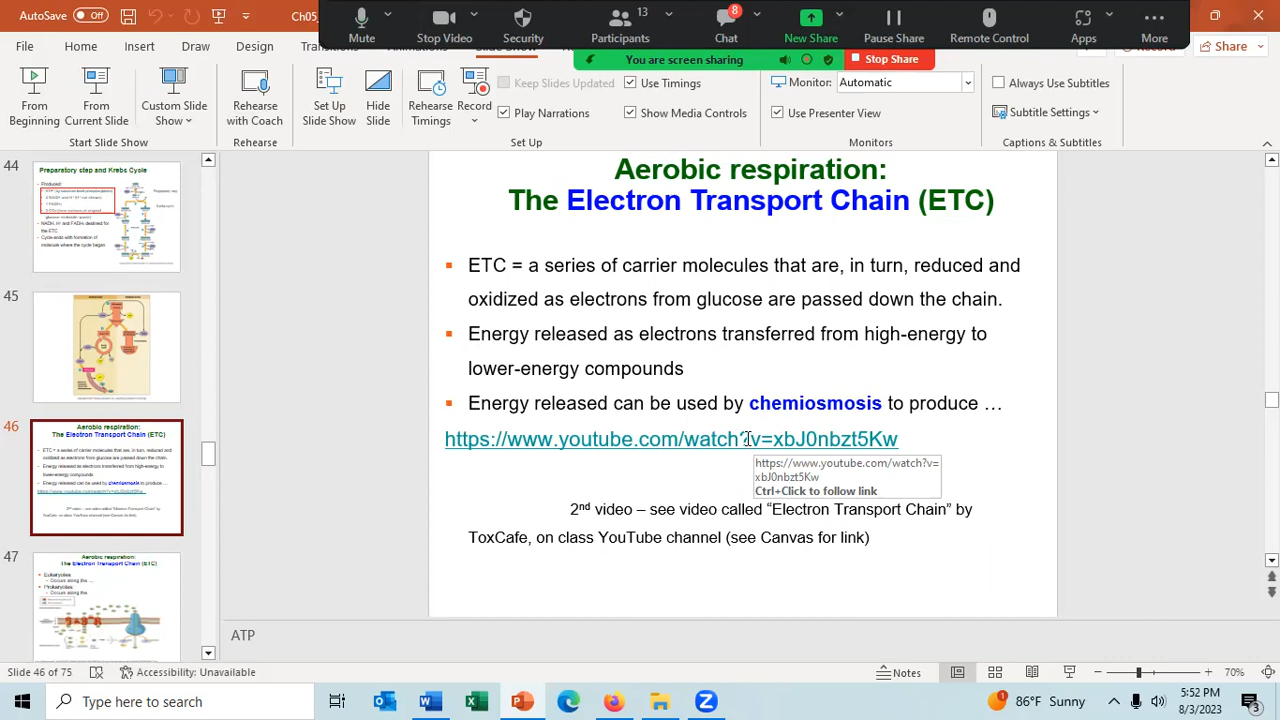 AutoSave Off
Ch05
Mute
Stop Video
Security
13
Participants
8
Chat
New Share
Pause Share
Remote Control
Apps
More
You are screen sharing
Stop Share
File
Home
Insert
Draw
Design
Share
From Beginning
From Current Slide
Custom Slide Show
Rehearse with Coach
Set Up Slide Show
Hide Slide
Rehearse Timings
Record
Keep Slides Updated
Use Timings
Play Narrations
Show Media Controls
Monitor:
Automatic
Use Presenter View
Always Use Subtitles
Subtitle Settings
Start Slide Show
Rehearse
Set Up
Monitors
Captions & Subtitles
44
Preparatory step and Krebs Cycle
45
46
47
Aerobic respiration:
The Electron Transport Chain (ETC)
ETC = a series of carrier molecules that are, in turn, reduced and
oxidized as electrons from glucose are passed down the chain.
Energy released as electrons transferred from high-energy to
lower-energy compounds
Energy released can be used by chemiosmosis to produce …
https://www.youtube.com/watch?v=xbJ0nbzt5Kw
https://www.youtube.com/watch?v=
xbJ0nbzt5Kw
Ctrl+Click to follow link
2nd video – see video called “Electron Transport Chain” by
ToxCafe, on class YouTube channel (see Canvas for link)
ATP
Slide 46 of 75
Accessibility: Unavailable
Notes
70%
Type here to search
86°F Sunny
5:52 PM
8/3/2023
3